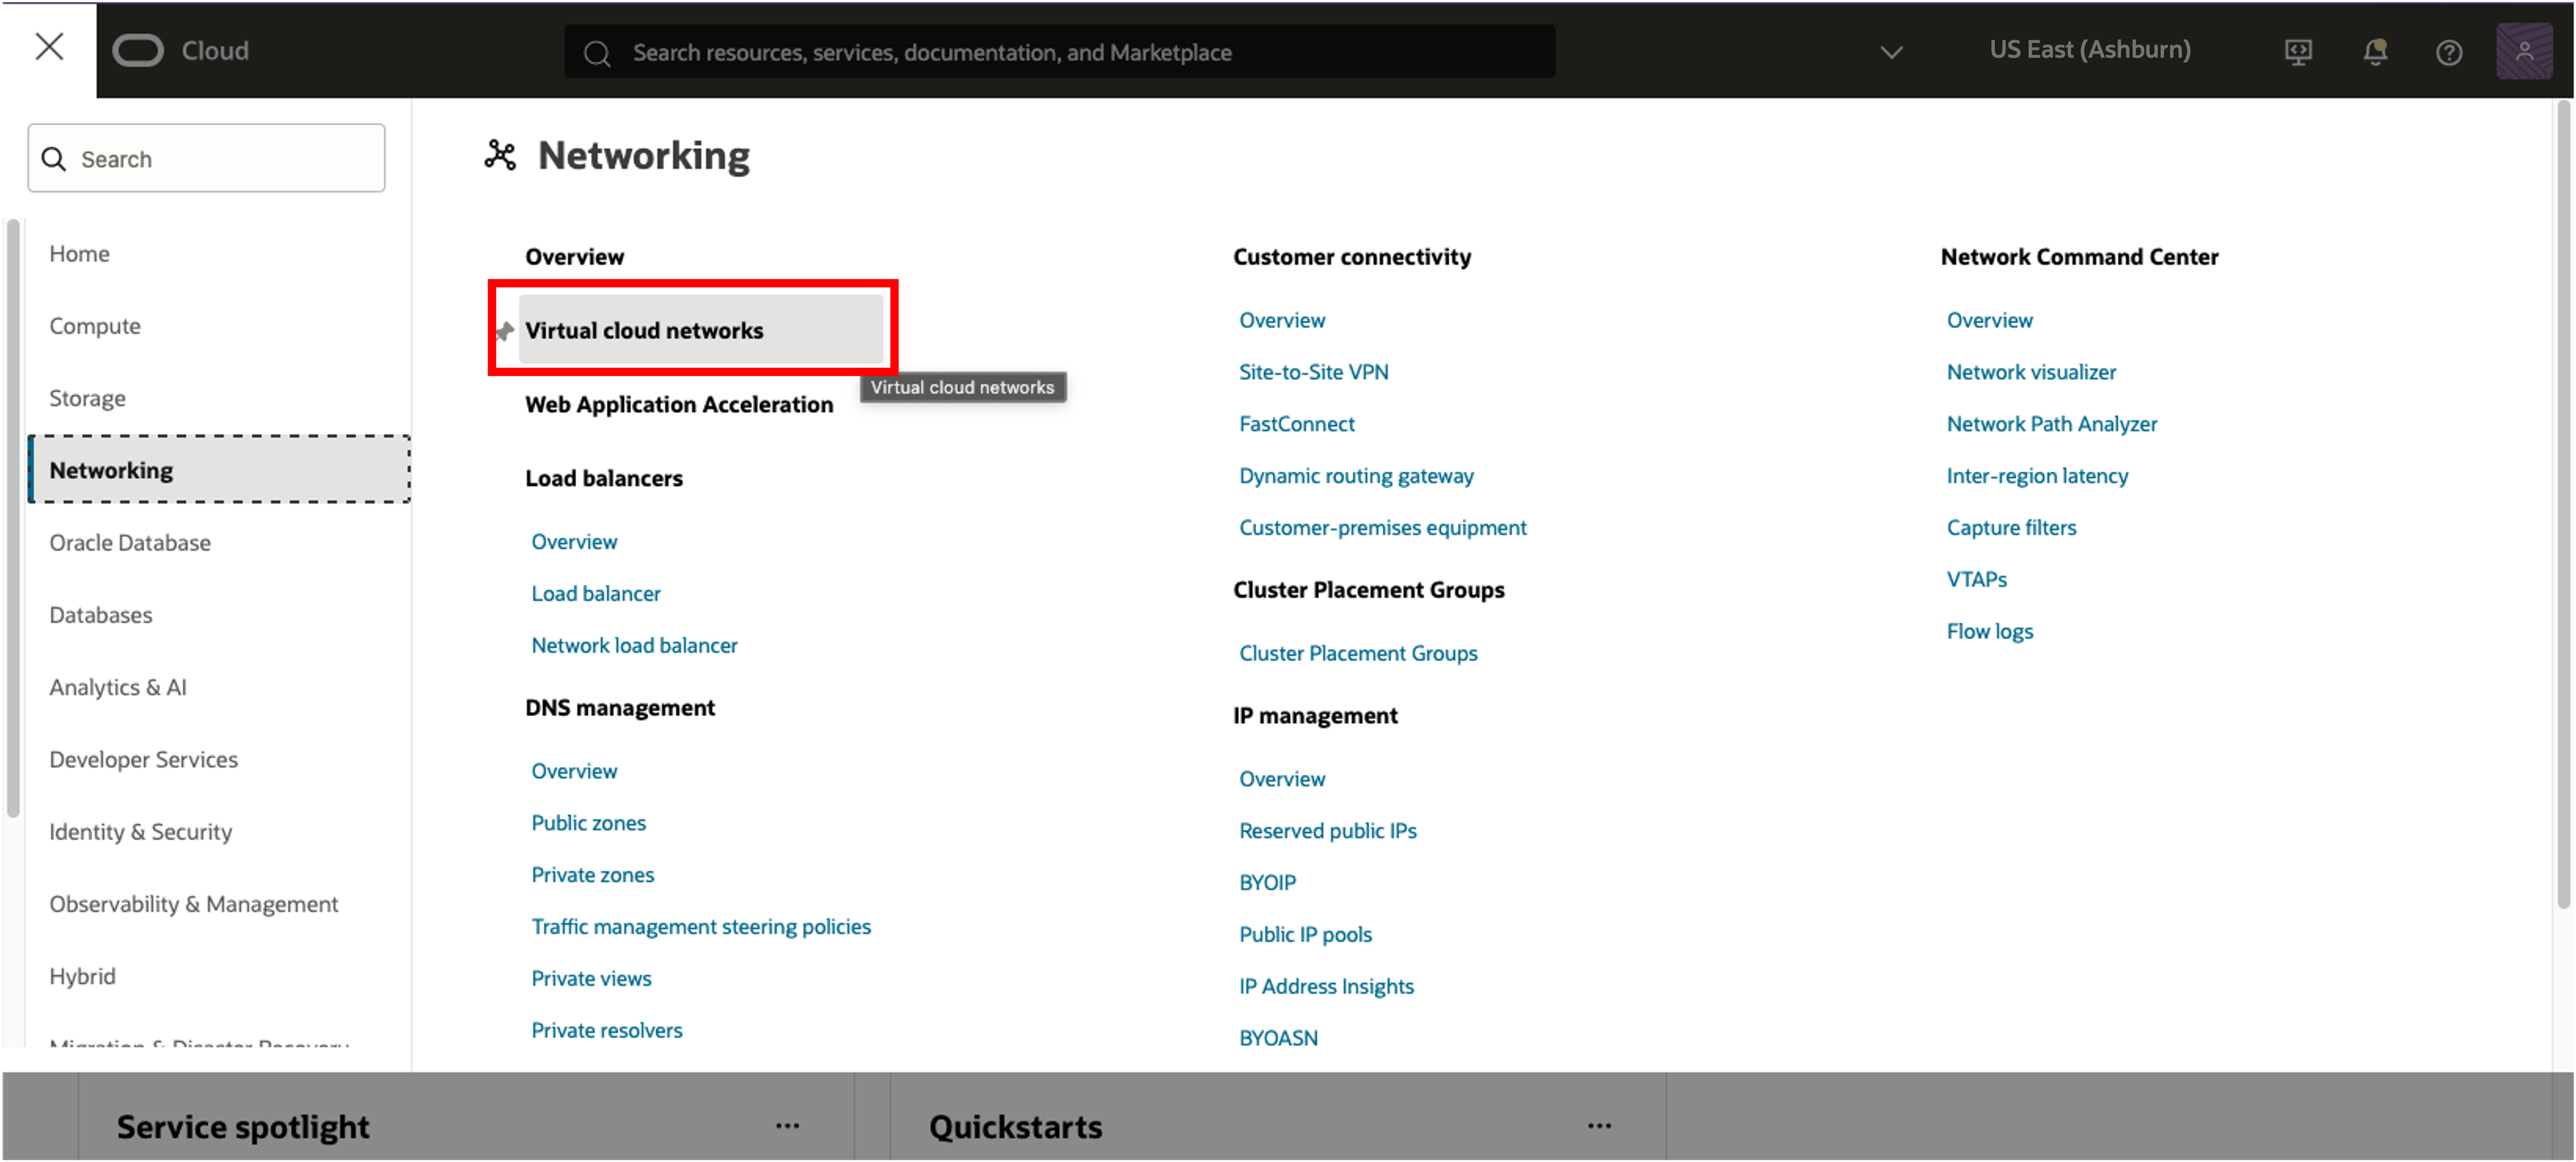 Cloud
Search resources, services, documentation, and Marketplace
US East (Ashburn)
Search
Home
Compute
Storage
Networking
Oracle Database
Databases
Analytics & AI
Developer Services
Identity & Security
Observability & Management
Hybrid
Migration & Disaster Recovery
Networking
Overview
Virtual cloud networks
Virtual cloud networks
Web Application Acceleration
Load balancers
Overview
Load balancer
Network load balancer
DNS management
Overview
Public zones
Private zones
Traffic management steering policies
Private views
Private resolvers
Customer connectivity
Overview
Site-to-Site VPN
FastConnect
Dynamic routing gateway
Customer-premises equipment
Cluster Placement Groups
Cluster Placement Groups
IP management
Overview
Reserved public IPs
BYOIP
Public IP pools
IP Address Insights
BYOASN
Network Command Center
Overview
Network visualizer
Network Path Analyzer
Inter-region latency
Capture filters
VTAPs
Flow logs
Service spotlight
Quickstarts